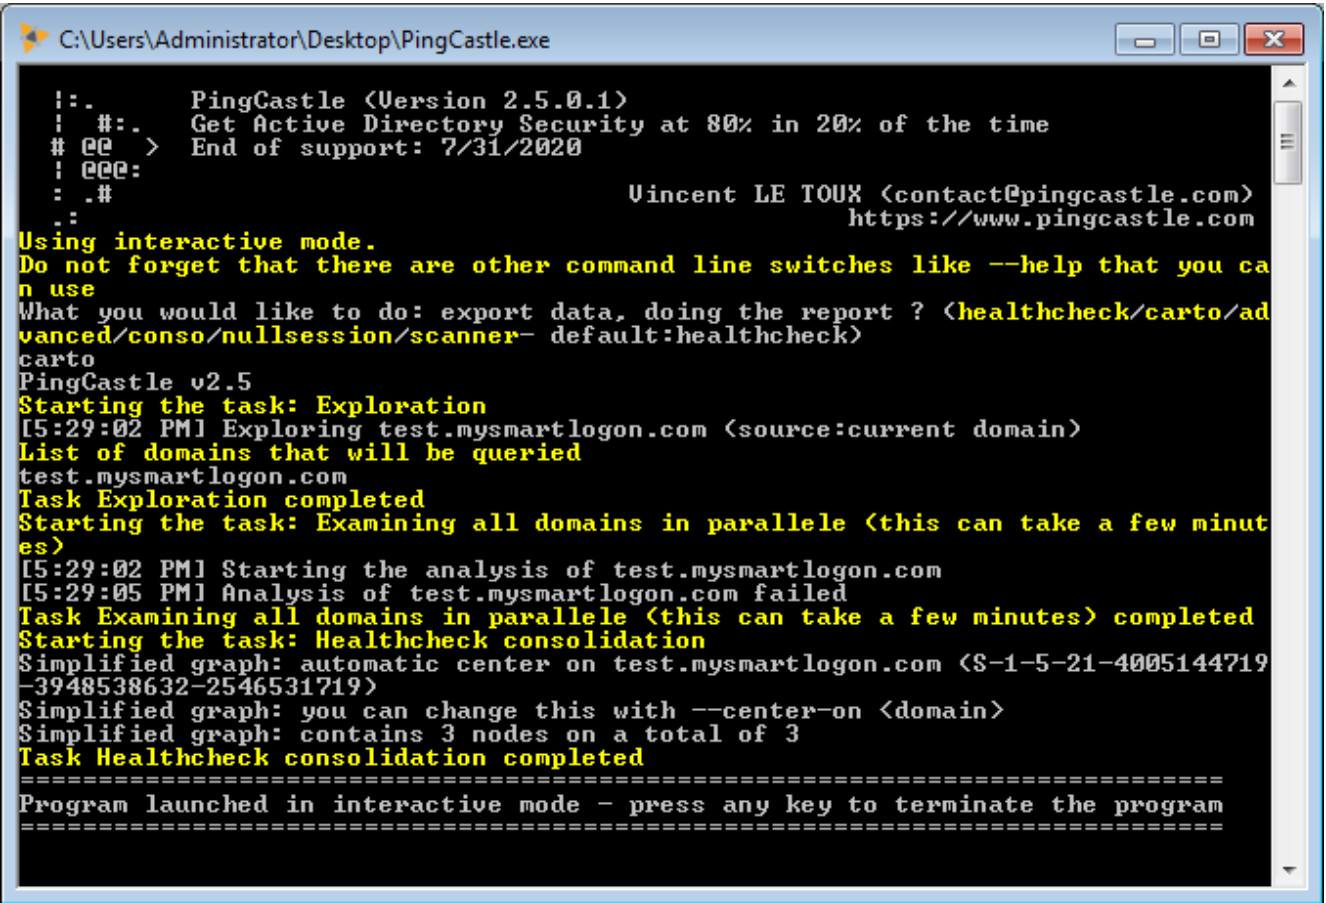 C:\Users\Administrator\Desktop\PingCastle.exe
|:.      PingCastle (Version 2.5.0.1)
|  #:.   Get Active Directory Security at 80% in 20% of the time
# @@  >  End of support: 7/31/2020
| @@@:
: .#                                 Vincent LE TOUX (contact@pingcastle.com)
.:                                                 https://www.pingcastle.com
Using interactive mode.
Do not forget that there are other command line switches like --help that you ca
n use
What you would like to do: export data, doing the report ? (healthcheck/carto/ad
vanced/conso/nullsession/scanner- default:healthcheck)
carto
PingCastle v2.5
Starting the task: Exploration
[5:29:02 PM] Exploring test.mysmartlogon.com (source:current domain)
List of domains that will be queried
test.mysmartlogon.com
Task Exploration completed
Starting the task: Examining all domains in parallele (this can take a few minut
es)
[5:29:02 PM] Starting the analysis of test.mysmartlogon.com
[5:29:05 PM] Analysis of test.mysmartlogon.com failed
Task Examining all domains in parallele (this can take a few minutes) completed
Starting the task: Healthcheck consolidation
Simplified graph: automatic center on test.mysmartlogon.com (S-1-5-21-4005144719
-3948538632-2546531719)
Simplified graph: you can change this with --center-on <domain>
Simplified graph: contains 3 nodes on a total of 3
Task Healthcheck consolidation completed
=============================================================================
Program launched in interactive mode - press any key to terminate the program
=============================================================================